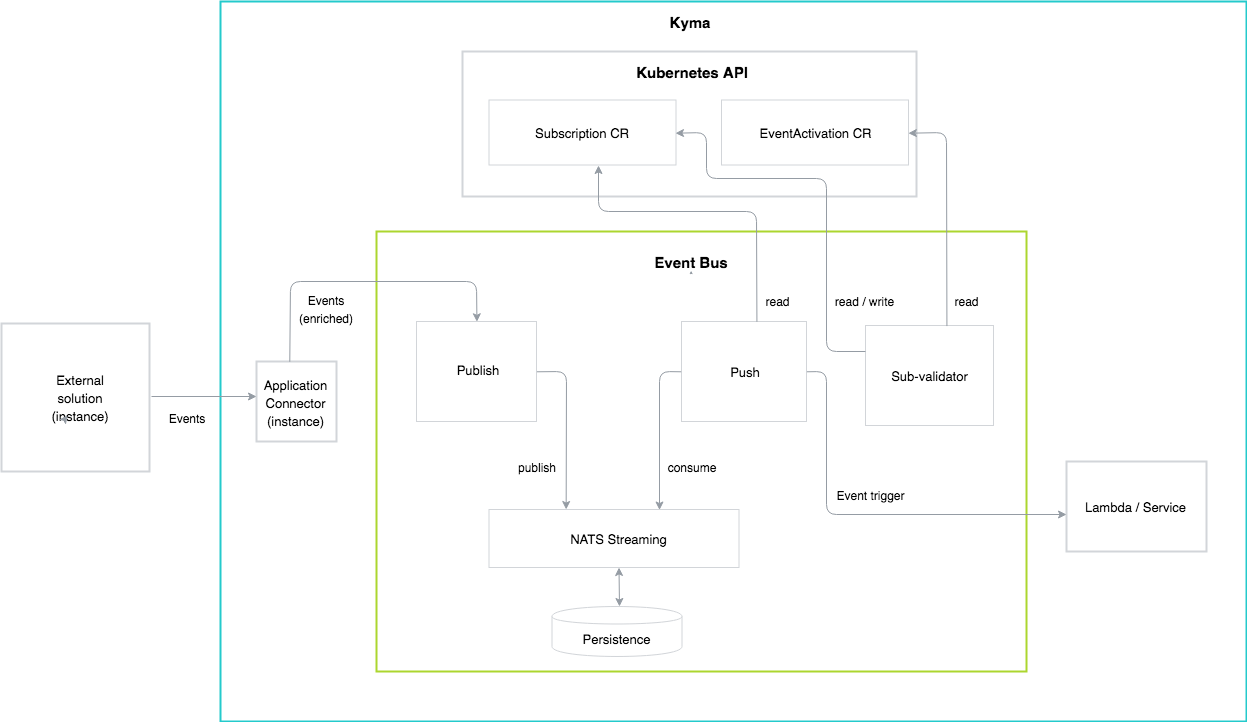 Kyma
Kubernetes API
Subscription CR
EventActivation CR
Event Bus
Events
(enriched)
read
read / write
read
External
solution
(instance)
Events
Application
Connector
(instance)
Publish
Push
Sub-validator
publish
consume
Event trigger
Lambda / Service
NATS Streaming
Persistence